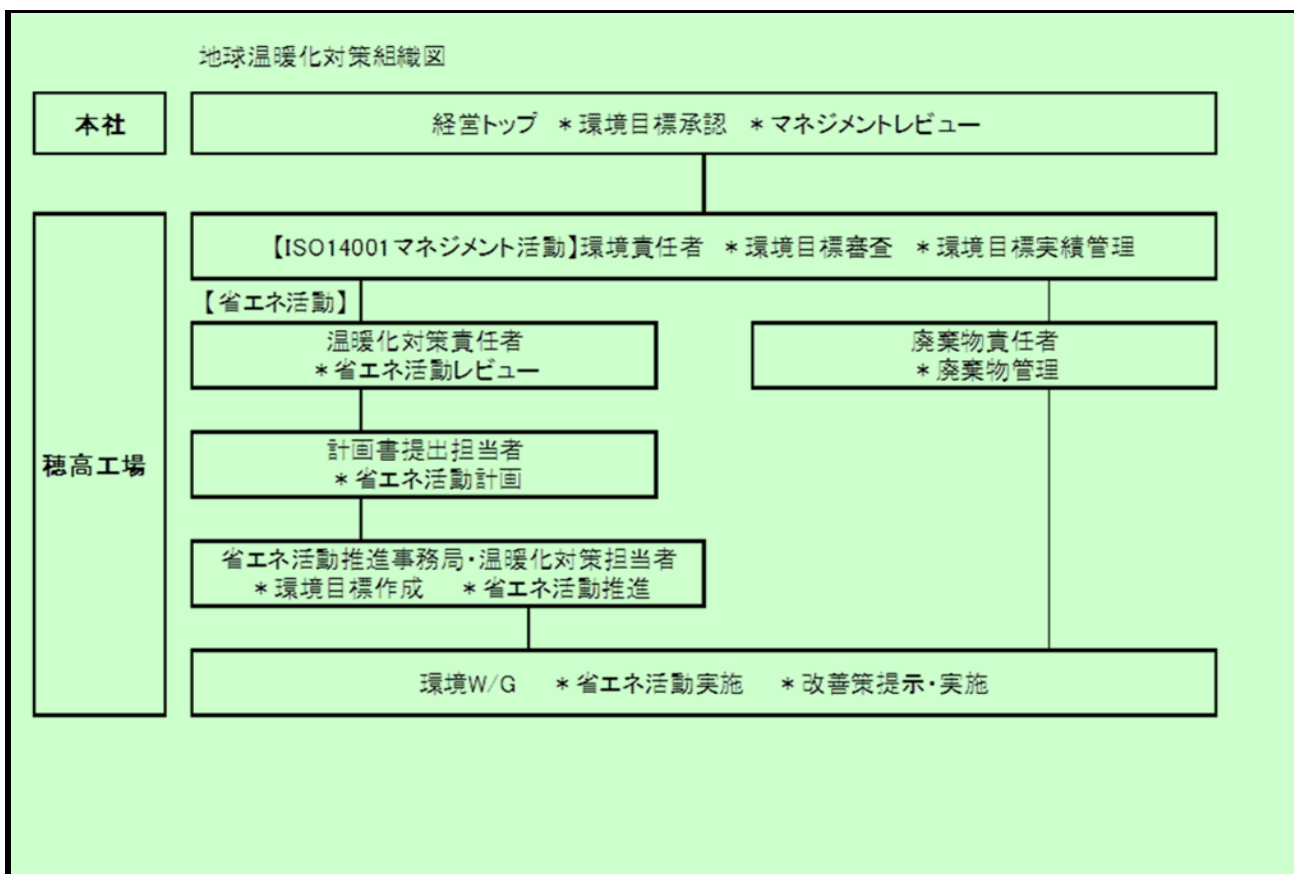 地球温暖化対策組織図
本社
経営トップ *環境目標承認 *マネジメントレビュー
穂高工場
【ISO14001マネジメント活動】環境責任者 *環境目標審査 *環境目標実績管理
【省エネ活動】
温暖化対策責任者
*省エネ活動レビュー
廃棄物責任者
*廃棄物管理
計画書提出担当者
*省エネ活動計画
省エネ活動推進事務局・温暖化対策担当者
*環境目標作成 *省エネ活動推進
環境W/G *省エネ活動実施 *改善策提示・実施